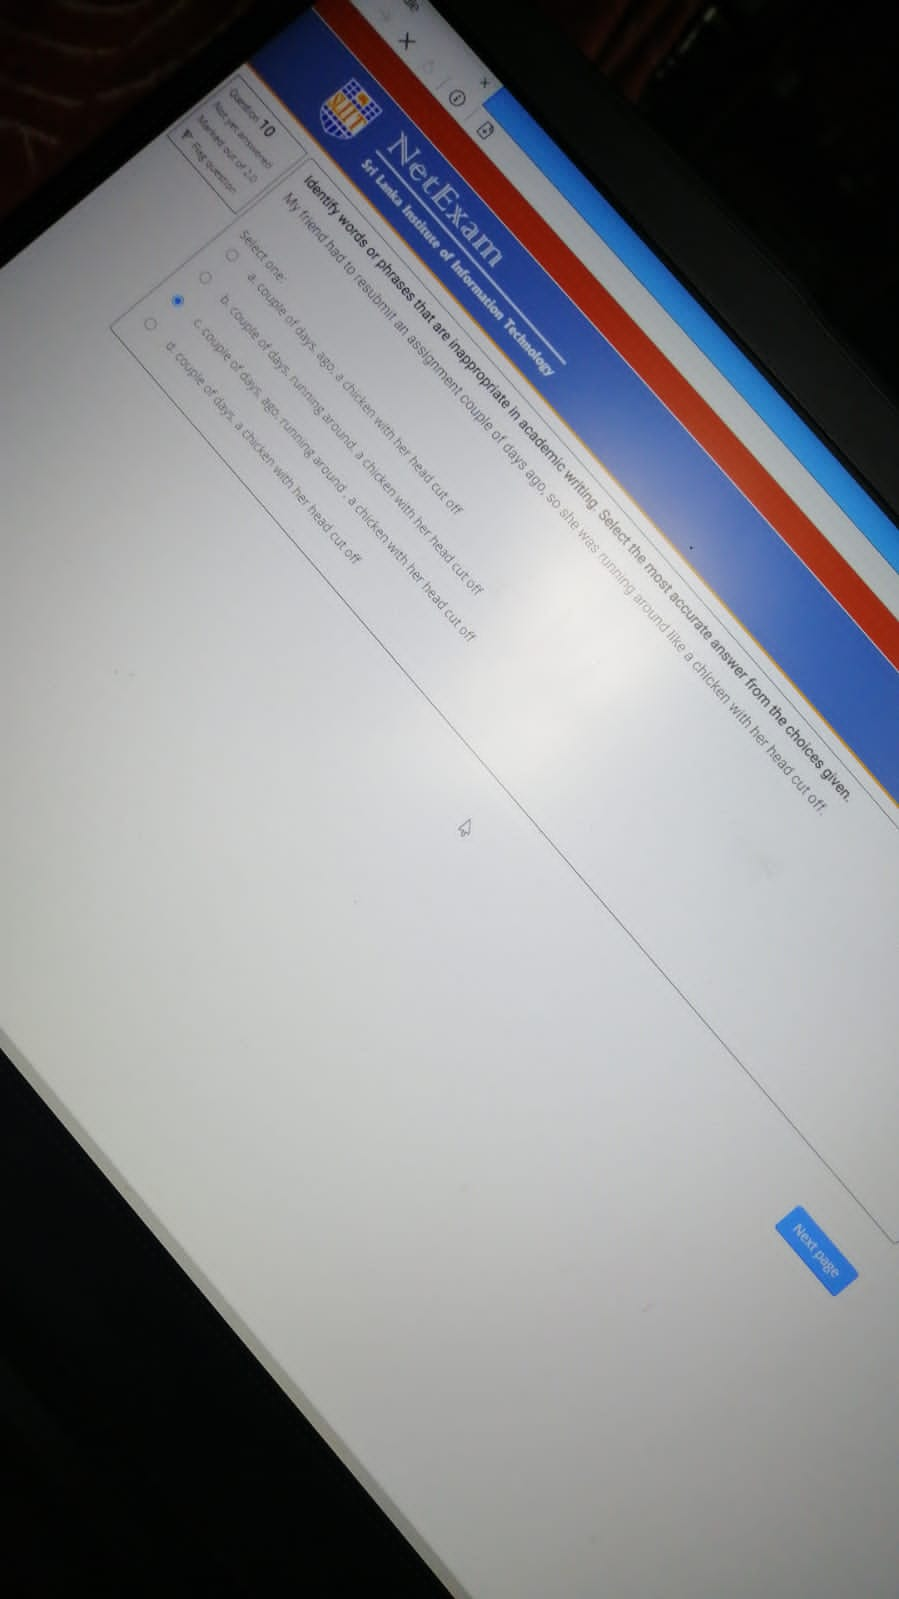 NetExam
Sri Lanka Institute of Information Technology
SLIIT
Question 10
Not yet answered
Marked out of 2.0
Flag question
Identify words or phrases that are inappropriate in academic writing. Select the most accurate answer from the choices given.
My friend had to resubmit an assignment couple of days ago, so she was running around like a chicken with her head cut off.
Select one:
a. couple of days, ago, a chicken with her head cut off
b. couple of days, running around, a chicken with her head cut off
c. couple of days, ago, running around , a chicken with her head cut off
d. couple of days, a chicken with her head cut off
Next page